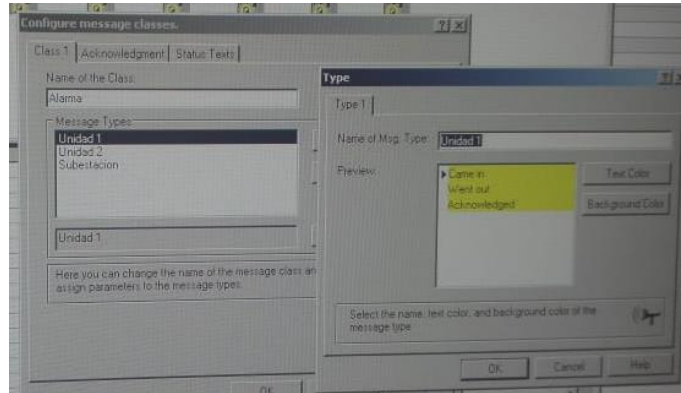 Configure message classes.
Class 1
Acknowledgment
Status Texts
Name of the Class:
Alarma
Message Types
Unidad 1
Unidad 2
Subestacion
Unidad 1
Here you can change the name of the message class an
assign parameters to the message types.
OK
Type
Type 1
Name of Msg. Type:
Unidad 1
Preview:
Came in
Went out
Acknowledged
Text Color
Background Color
Select the name, text color, and background color of the
message type
OK
Cancel
Help